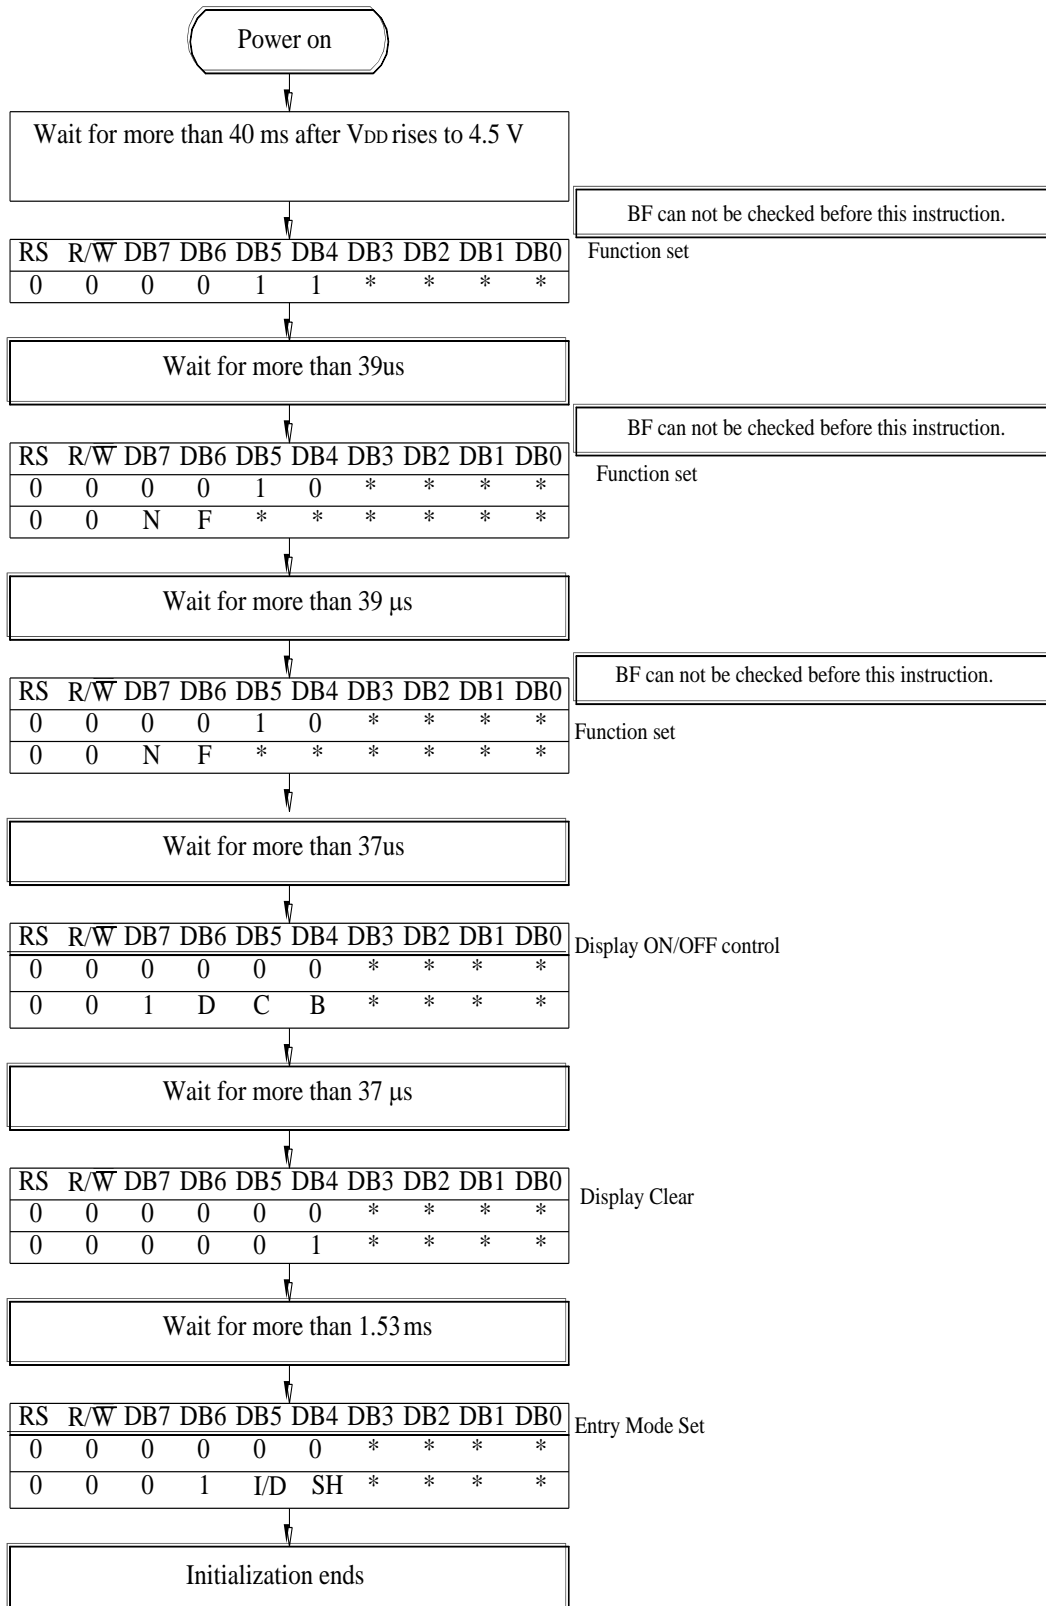 Power on
Wait for more than 40 ms after VDD rises to 4.5 V
BF can not be checked before this instruction.
RS R/W DB7 DB6 DB5 DB4 DB3 DB2 DB1 DB0
Function set
0 0 0 0 1 1 * * * *
Wait for more than 39us
BF can not be checked before this instruction.
RS R/W DB7 DB6 DB5 DB4 DB3 DB2 DB1 DB0
Function set
0 0 0 0 1 0 * * * *
0 0 N F * * * * * *
Wait for more than 39 µs
BF can not be checked before this instruction.
RS R/W DB7 DB6 DB5 DB4 DB3 DB2 DB1 DB0
0 0 0 0 1 0 * * * *
Function set
0 0 N F * * * * * *
Wait for more than 37us
RS R/W DB7 DB6 DB5 DB4 DB3 DB2 DB1 DB0
Display ON/OFF control
0 0 0 0 0 0 * * * *
0 0 1 D C B * * * *
Wait for more than 37 µs
RS R/W DB7 DB6 DB5 DB4 DB3 DB2 DB1 DB0
Display Clear
0 0 0 0 0 0 * * * *
0 0 0 0 0 1 * * * *
Wait for more than 1.53ms
RS R/W DB7 DB6 DB5 DB4 DB3 DB2 DB1 DB0
Entry Mode Set
0 0 0 0 0 0 * * * *
0 0 0 1 I/D SH * * * *
Initialization ends